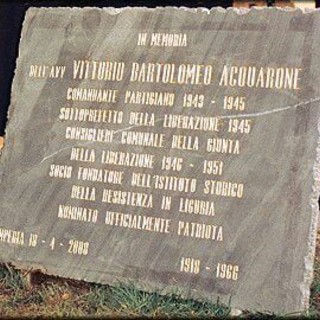 IN MEMORIA
DELL'AVV VITTORIO BARTOLOMEO ACQUARONE
COMANDANTE PARTIGIANO 1943 - 1945
SOTTOPREFETTO DELLA LIBERAZIONE 1945
CONSIGLIERE COMUNALE DELLA GIUNTA
DELLA LIBERAZIONE 1946 - 1951
SOCIO FONDATORE DELL'ISTITUTO STORICO
DELLA RESISTENZA IN LIGURIA
NOMINATO UFFICIALMENTE PATRIOTA
IMPERIA 18 - 4 - 2008
1918 - 1966